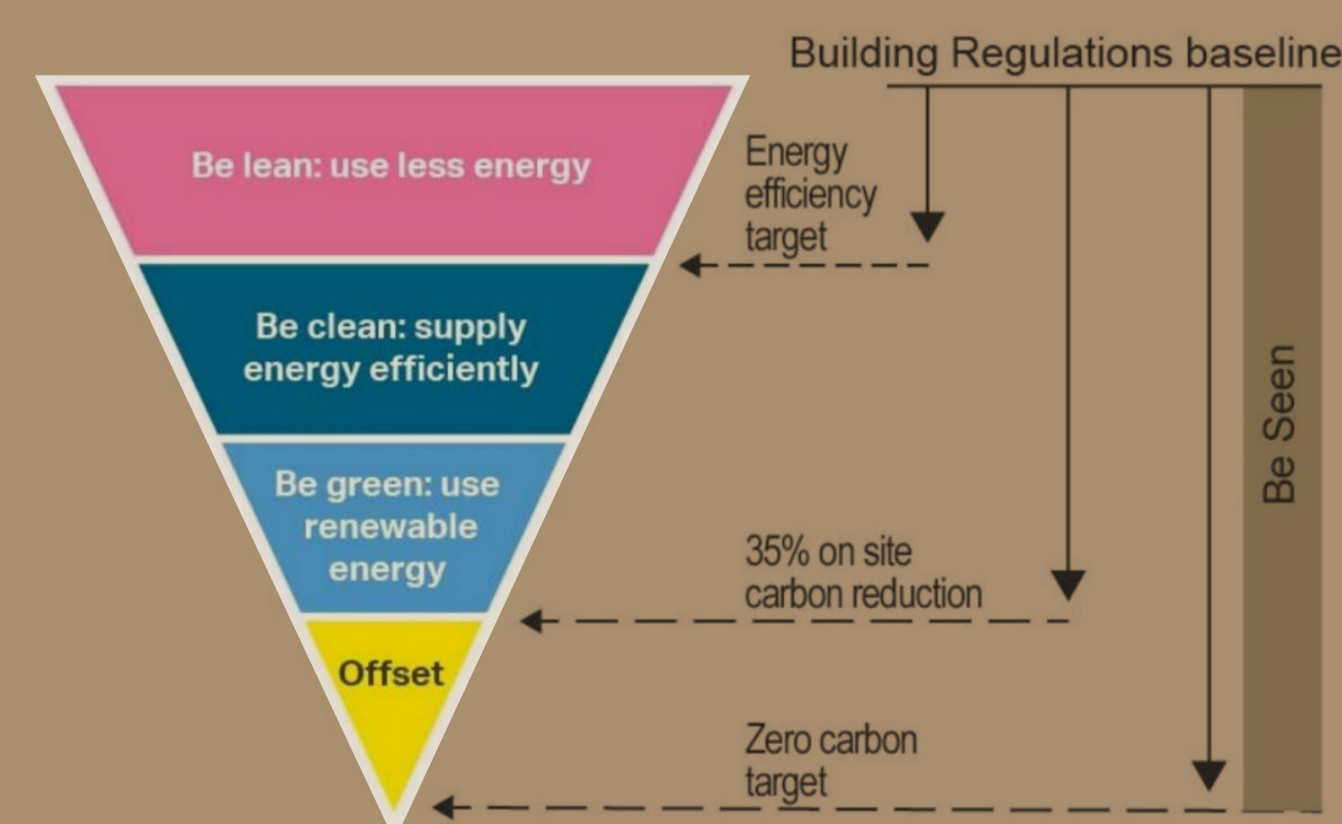 Building Regulations baseline
Be lean: use less energy
Energy
efficiency
target
Be clean: supply
energy efficiently
Be Seen
Be green: use
renewable
energy
35% on site
carbon reduction
Offset
Zero carbon
target